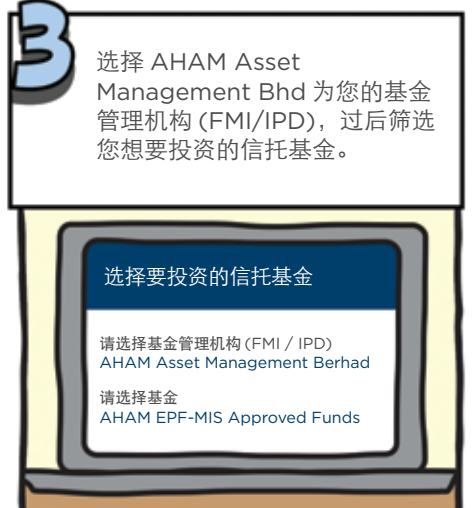 3
选择 AHAM Asset
Management Bhd 为您的基金
管理机构 (FMI/IPD)，过后筛选
您想要投资的信托基金。
选择要投资的信托基金
请选择基金管理机构 (FMI / IPD)
AHAM Asset Management Berhad
请选择基金
AHAM EPF-MIS Approved Funds